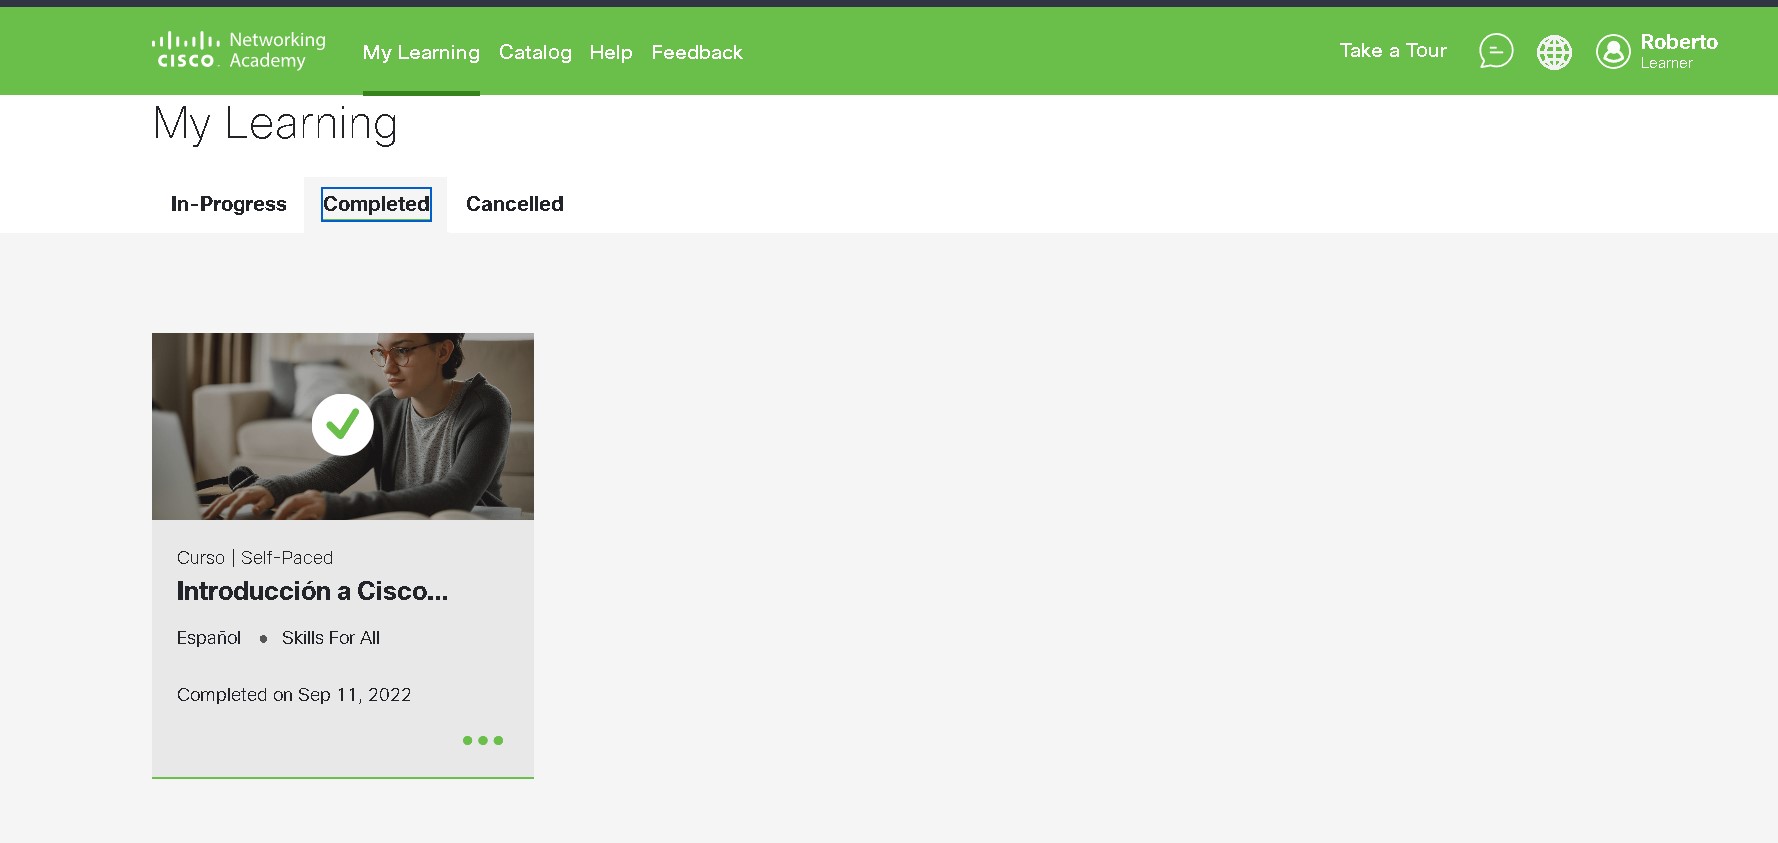 Networking
CISCO. Academy
My Learning
Catalog
Help
Feedback
Take a Tour
Roberto
Learner
My Learning
In-Progress
Completed
Cancelled
Curso | Self-Paced
Introducción a Cisco...
Español • Skills For All
Completed on Sep 11, 2022